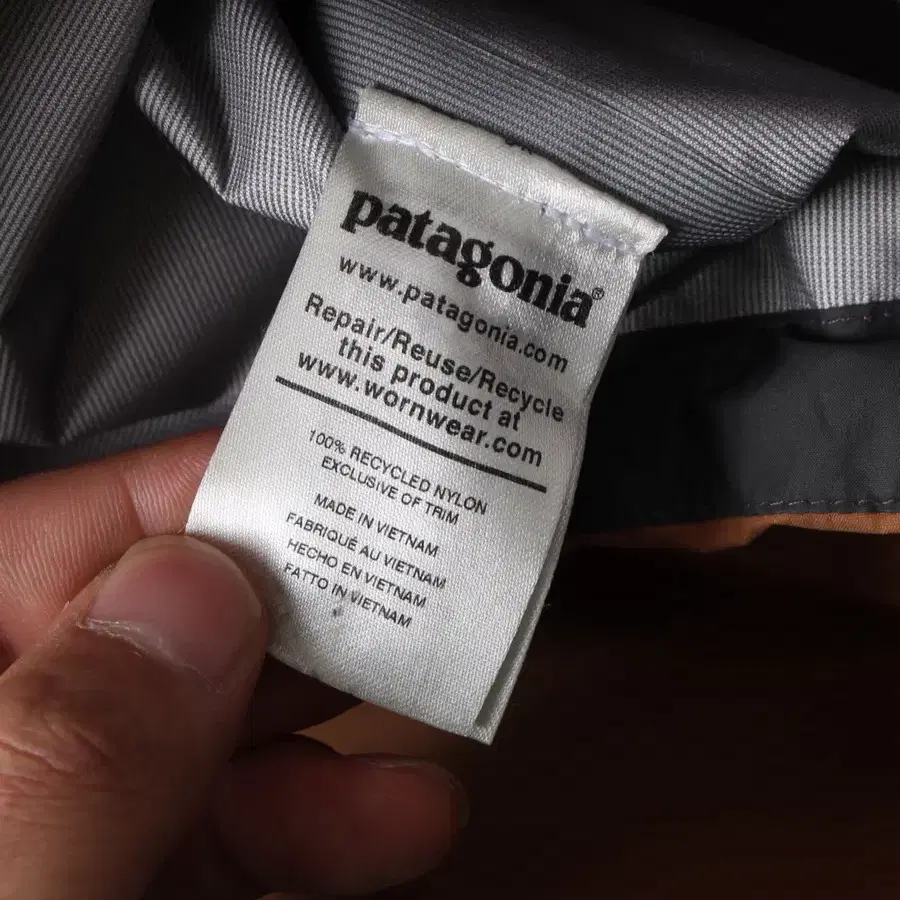 patagonia®
www.patagonia.com
Repair/Reuse/Recycle
this product at
www.wornwear.com
100% RECYCLED NYLON
EXCLUSIVE OF TRIM
MADE IN VIETNAM
FABRIQUÉ AU VIETNAM
HECHO EN VIETNAM
FATTO IN VIETNAM